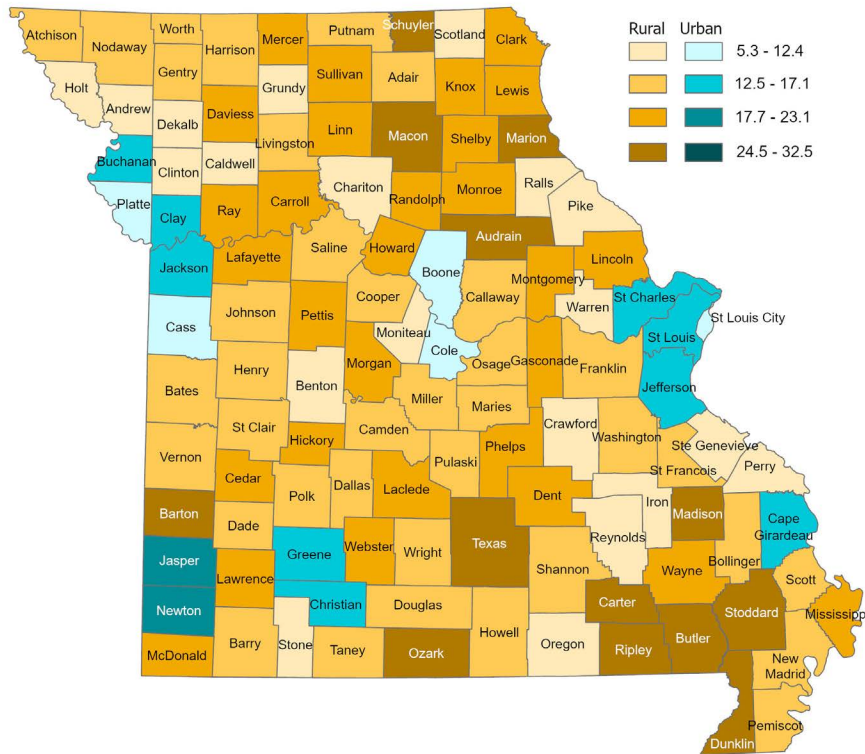 Rural Urban
5.3 - 12.4
12.5 - 17.1
17.7 - 23.1
24.5 - 32.5
Atchison
Nodaway
Worth
Harrison
Mercer
Putnam
Schuyler
Scotland
Clark
Gentry
Sullivan
Adair
Knox
Lewis
Holt
Andrew
Dekalb
Daviess
Grundy
Livingston
Linn
Macon
Shelby
Marion
Buchanan
Clinton
Caldwell
Chariton
Randolph
Monroe
Ralls
Pike
Platte
Clay
Ray
Carroll
Saline
Howard
Audrain
Boone
Lincoln
Jackson
Lafayette
Cooper
Callaway
Montgomery
Warren
St Charles
St Louis City
Cass
Johnson
Pettis
Moniteau
Cole
Osage
Gasconade
Franklin
St Louis
Jefferson
Bates
Henry
Benton
Morgan
Miller
Maries
Crawford
Washington
Ste Genevieve
St Francois
Perry
Vernon
St Clair
Hickory
Camden
Pulaski
Phelps
Dent
Iron
Madison
Cedar
Polk
Dallas
Laclede
Texas
Reynolds
Cape
Girardeau
Barton
Dade
Greene
Webster
Wright
Shannon
Wayne
Bollinger
Scott
Jasper
Lawrence
Christian
Douglas
Carter
Stoddard
Mississipp
Newton
Barry
Stone
Taney
Ozark
Howell
Oregon
Ripley
Butler
New
Madrid
McDonald
Pemiscot
Dunklin